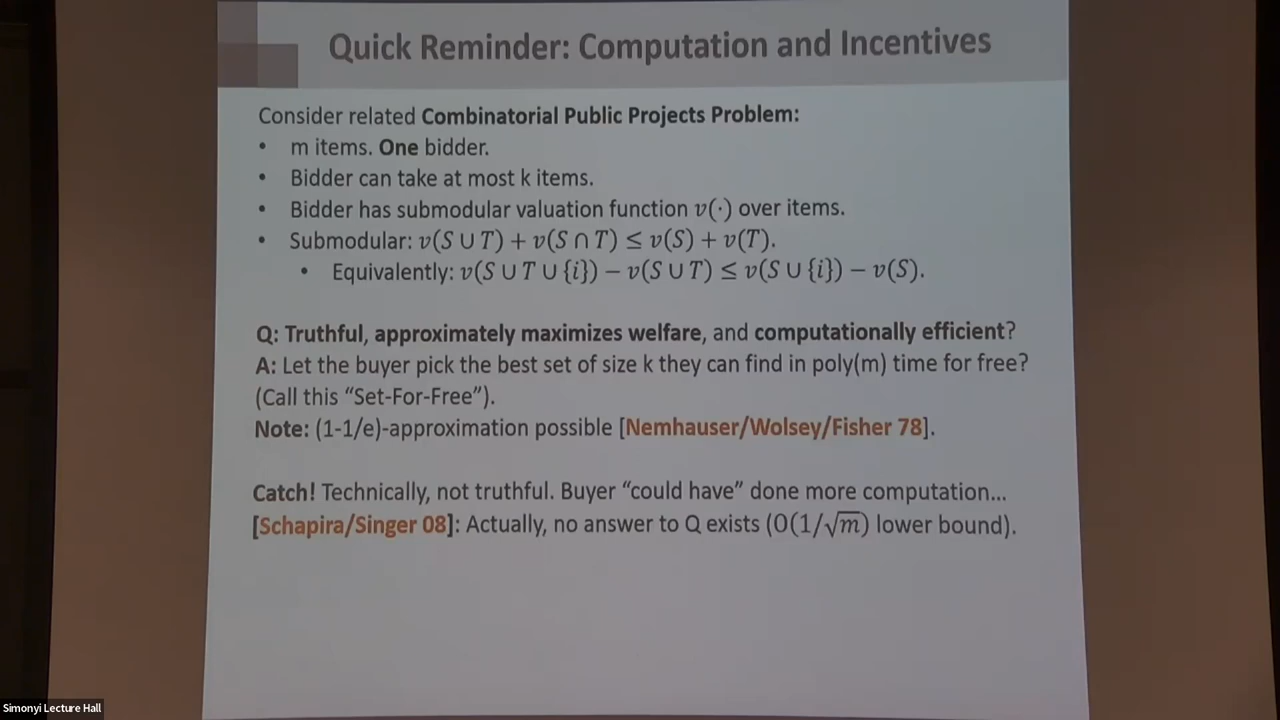 Quick Reminder: Computation and Incentives
Consider related Combinatorial Public Projects Problem:
• m items. One bidder.
• Bidder can take at most k items.
• Bidder has submodular valuation function v(·) over items.
• Submodular: v(S ∪ T) + v(S ∩ T) ≤ v(S) + v(T).
• Equivalently: v(S ∪ T ∪ {i}) − v(S ∪ T) ≤ v(S ∪ {i}) − v(S).
Q: Truthful, approximately maximizes welfare, and computationally efficient?
A: Let the buyer pick the best set of size k they can find in poly(m) time for free?
(Call this “Set-For-Free”).
Note: (1-1/e)-approximation possible [Nemhauser/Wolsey/Fisher 78].
Catch! Technically, not truthful. Buyer “could have” done more computation...
[Schapira/Singer 08]: Actually, no answer to Q exists (O(1/√m) lower bound).
Simonyi Lecture Hall